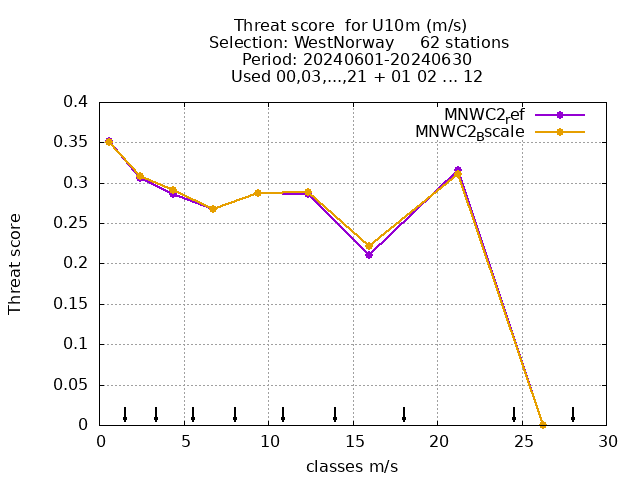 Threat score  for U10m (m/s)
Selection: WestNorway     62 stations
Period: 20240601-20240630
Used 00,03,...,21 + 01 02 ... 12
MNWC2ref
MNWC2Bscale
0.4
0.35
0.3
0.25
0.2
0.15
0.1
0.05
0
Threat score
0 5 10 15 20 25 30
classes m/s